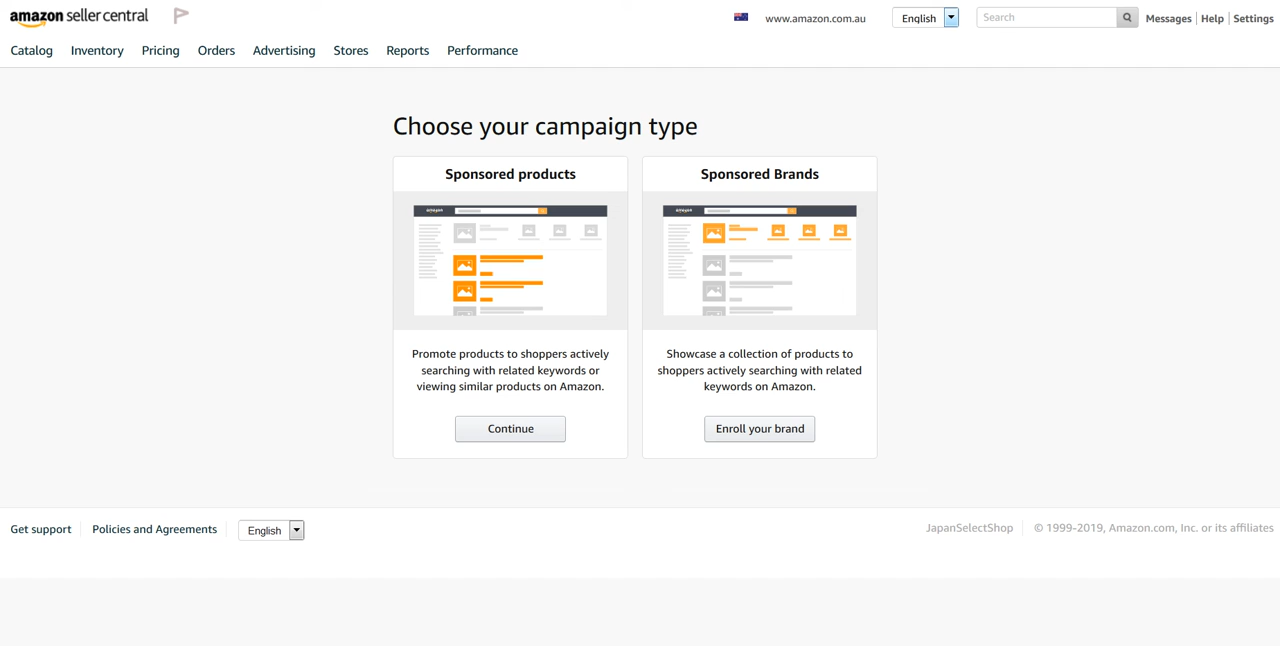 amazon seller central
www.amazon.com.au
English
Search
Messages
Help
Settings
Catalog
Inventory
Pricing
Orders
Advertising
Stores
Reports
Performance
Choose your campaign type
Sponsored products
Promote products to shoppers actively
searching with related keywords or
viewing similar products on Amazon.
Continue
Sponsored Brands
Showcase a collection of products to
shoppers actively searching with related
keywords on Amazon.
Enroll your brand
Get support
Policies and Agreements
English
JapanSelectShop
© 1999-2019, Amazon.com, Inc. or its affiliates